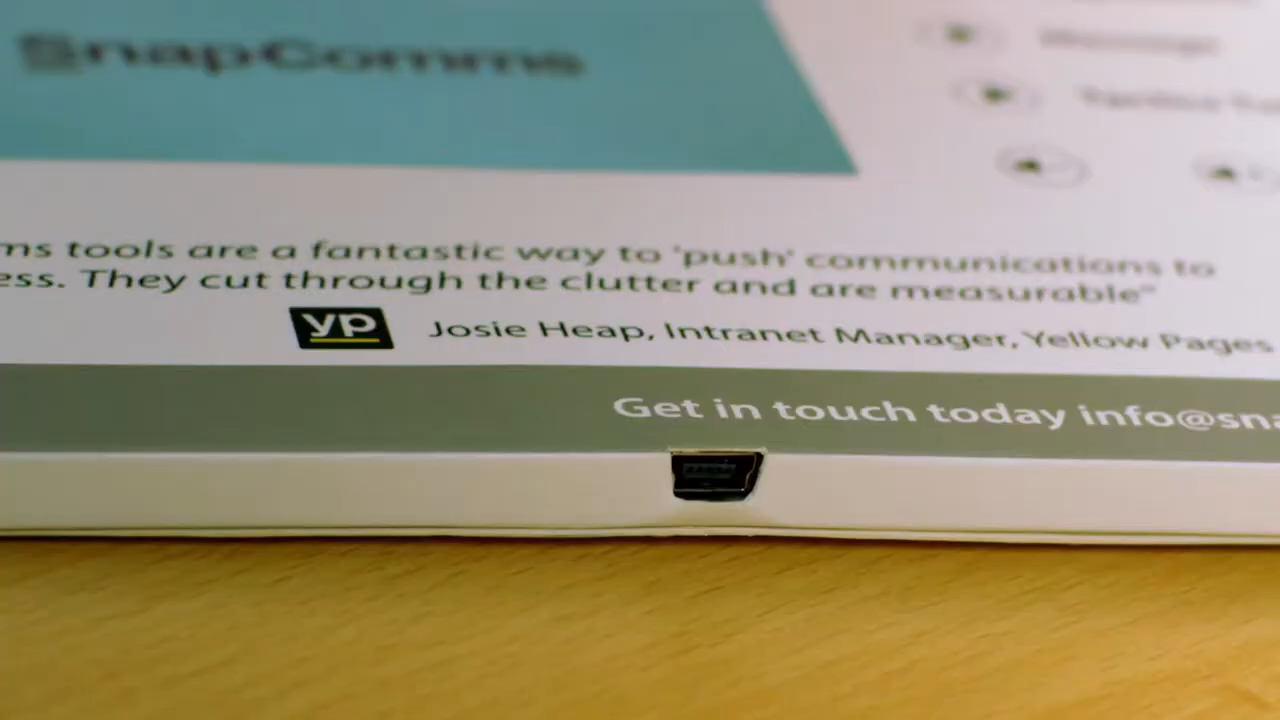 SnapComms
Message
ms tools are a fantastic way to 'push' communications to
ess. They cut through the clutter and are measurable"
yp
Josie Heap, Intranet Manager, Yellow Pages
Get in touch today info@sna